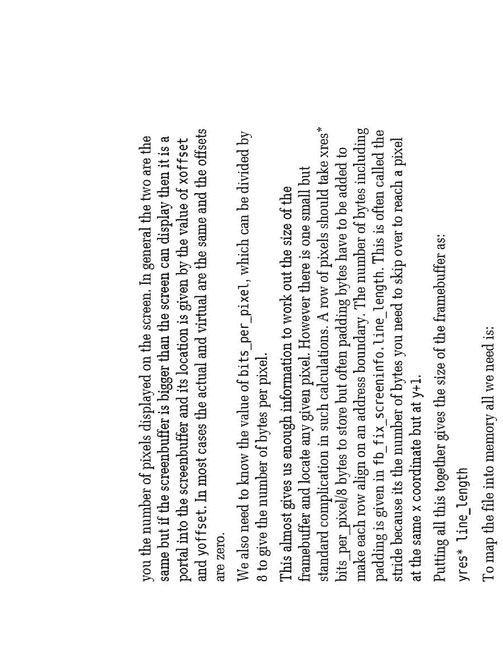 you the number of pixels displayed on the screen. In general the two are the
same but if the screenbuffer is bigger than the screen can display then it is a
portal into the screenbuffer and its location is given by the value of xoffset
and yoffset. In most cases the actual and virtual are the same and the offsets
are zero.
We also need to know the value of bits_per_pixel, which can be divided by
8 to give the number of bytes per pixel.
This almost gives us enough information to work out the size of the
framebuffer and locate any given pixel. However there is one small but
standard complication in such calculations. A row of pixels should take xres*
bits_per_pixel/8 bytes to store but often padding bytes have to be added to
make each row align on an address boundary. The number of bytes including
padding is given in fb_fix_screeninfo.line_length. This is often called the
stride because its the number of bytes you need to skip over to reach a pixel
at the same x coordinate but at y+1.
Putting all this together gives the size of the framebuffer as:
yres* line_length
To map the file into memory all we need is: